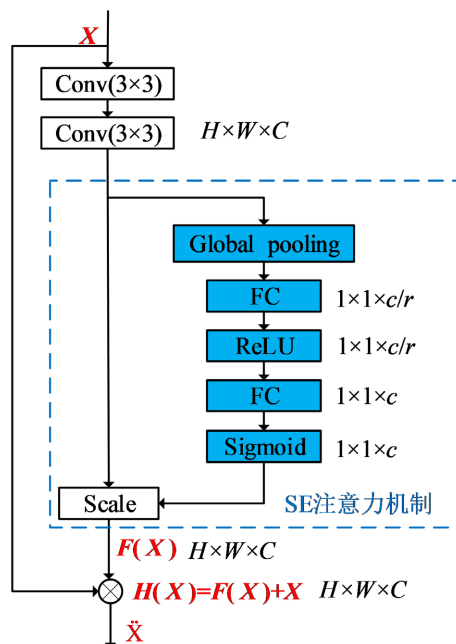 X
Conv(3×3)
Conv(3×3)
H×W×C
Global pooling
FC
1×1×c/r
ReLU
1×1×c/r
FC
1×1×c
Sigmoid
1×1×c
Scale
SE注意力机制
F(X)
H×W×C
H(X)=F(X)+X
H×W×C
Ẍ